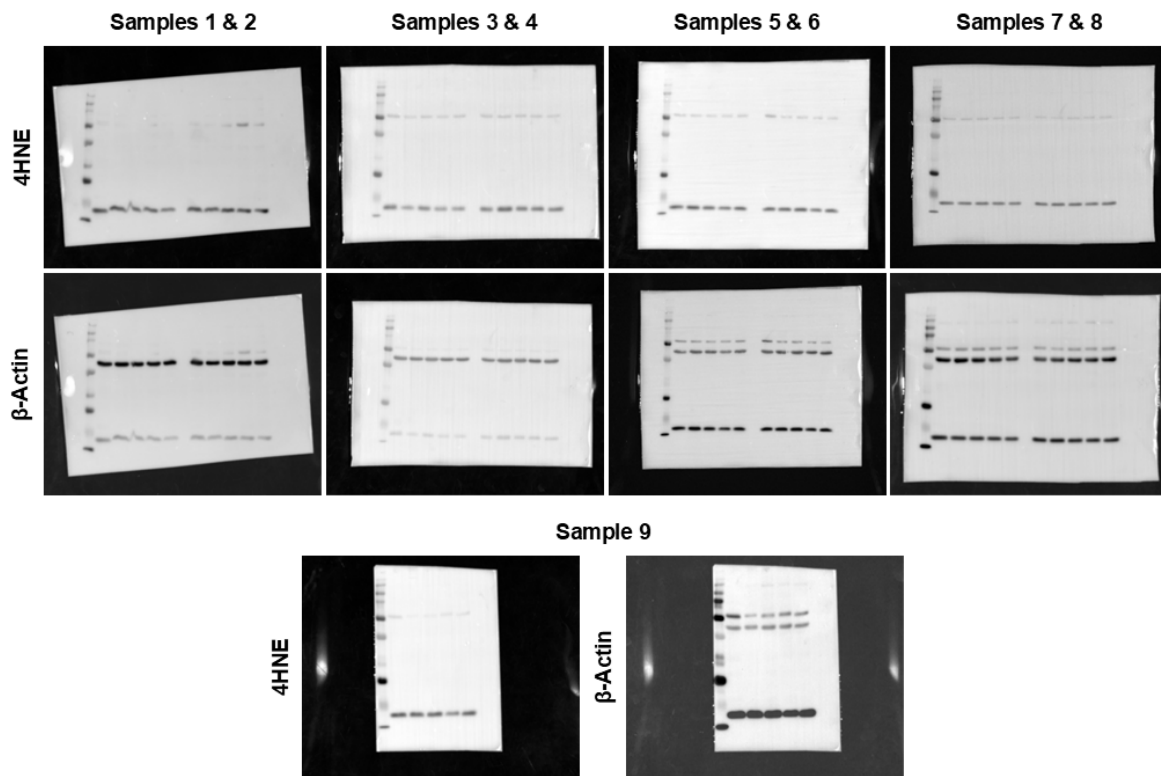 Samples 1 & 2 Samples 3 & 4 Samples 5 & 6 Samples 7 & 8
4HNE
β-Actin
Sample 9
4HNE β-Actin